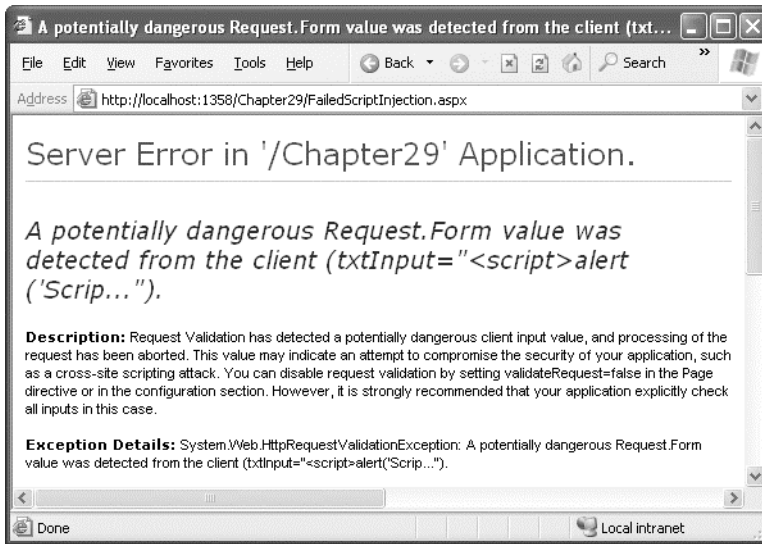 A potentially dangerous Request.Form value was detected from the client (txt...
File Edit View Favorites Tools Help Back Search »
Address http://localhost:1358/Chapter29/FailedScriptInjection.aspx
Server Error in '/Chapter29' Application.
A potentially dangerous Request.Form value was
detected from the client (txtInput="<script>alert
('Scrip...").
Description: Request Validation has detected a potentially dangerous client input value, and processing of the
request has been aborted. This value may indicate an attempt to compromise the security of your application, such
as a cross-site scripting attack. You can disable request validation by setting validateRequest=false in the Page
directive or in the configuration section. However, it is strongly recommended that your application explicitly check
all inputs in this case.
Exception Details: System.Web.HttpRequestValidationException: A potentially dangerous Request.Form
value was detected from the client (txtInput="<script>alert('Scrip...").
Done Local intranet